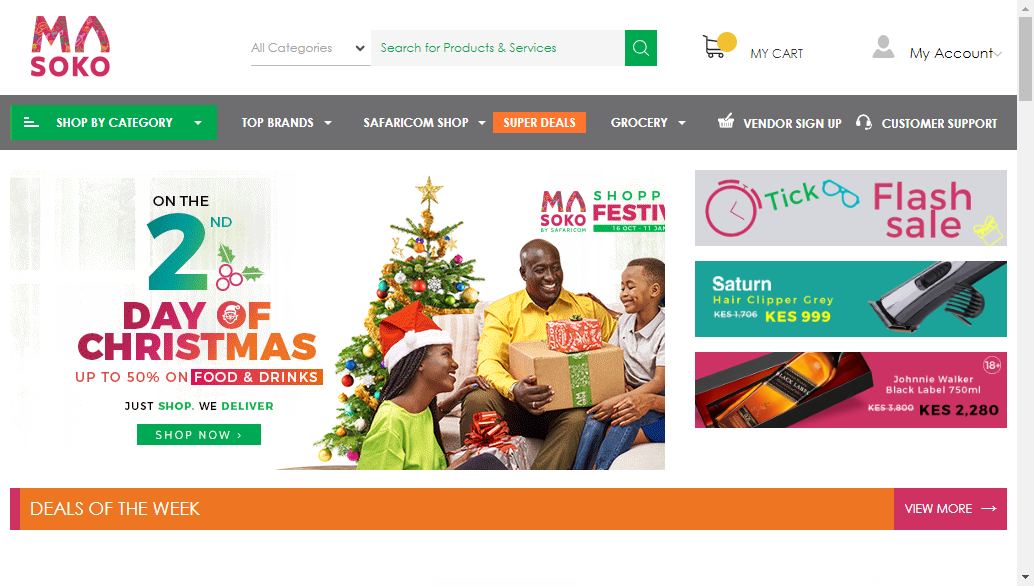 MA
SOKO
All Categories
Search for Products & Services
MY CART
My Account
SHOP BY CATEGORY
TOP BRANDS
SAFARICOM SHOP
SUPER DEALS
GROCERY
VENDOR SIGN UP
CUSTOMER SUPPORT
ON THE
2ND
DAY OF
CHRISTMAS
UP TO 50% ON FOOD & DRINKS
JUST SHOP. WE DELIVER
SHOP NOW ›
MA
SOKO
BY SAFARICOM
SHOPP
FESTIV
16 OCT - 11 JAN
Tick
Flash
sale
Saturn
Hair Clipper Grey
KES 1,706 KES 999
18+
BLACK LABEL
Johnnie Walker
Black Label 750ml
KES 3,800 KES 2,280
DEALS OF THE WEEK
VIEW MORE →